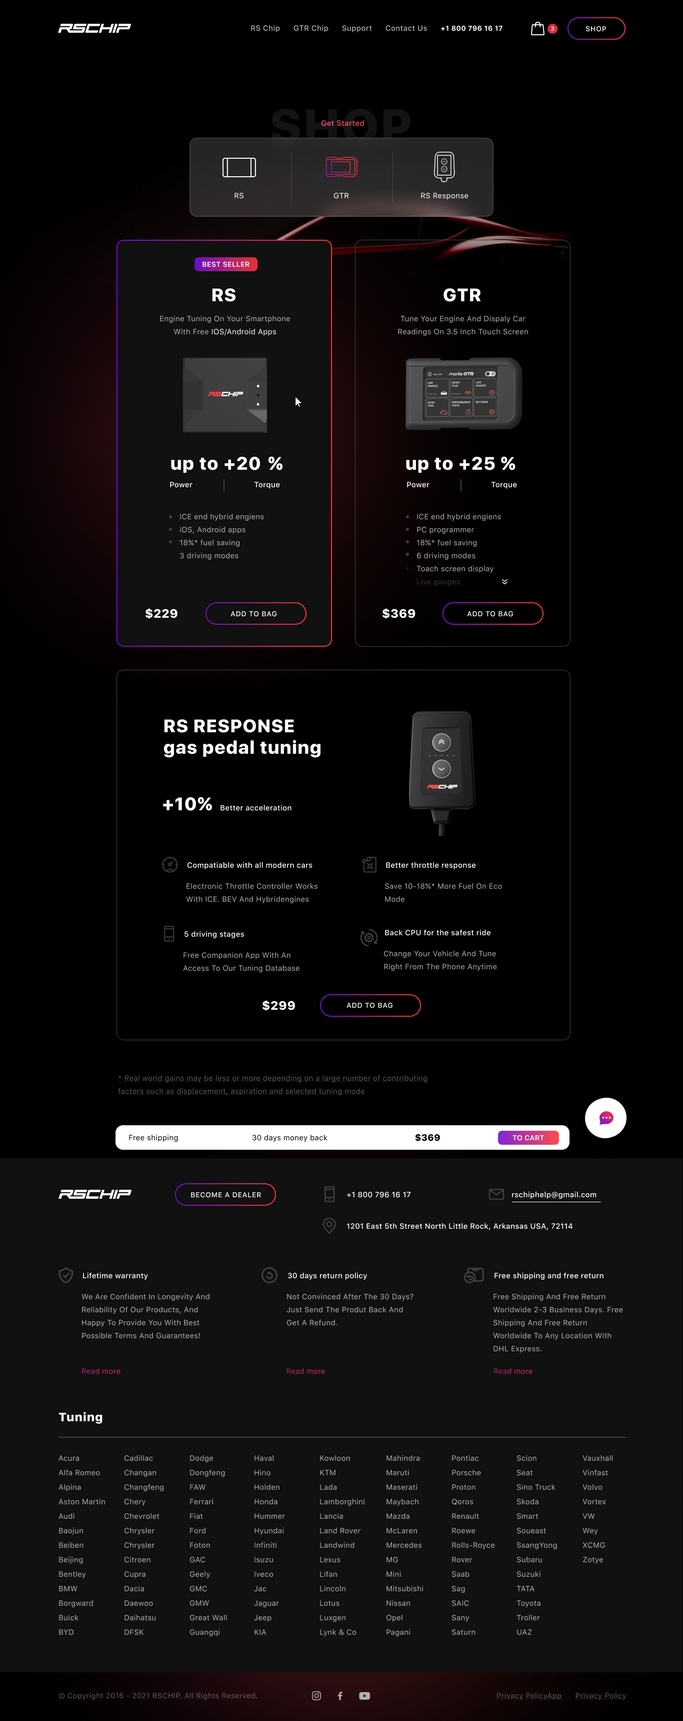 RSCHIP
RS Chip GTR Chip Support Contact Us +1 800 796 16 17 3 SHOP
SHOP
Get Started
RS GTR RS Response
BEST SELLER
RS
Engine Tuning On Your Smartphone
With Free IOS/Android Apps
RSCHIP
up to +20 %
Power Torque
ICE end hybrid engiens
iOS, Android apps
18%* fuel saving
3 driving modes
$229 ADD TO BAG
GTR
Tune Your Engine And Dispaly Car
Readings On 3.5 Inch Touch Screen
up to +25 %
Power Torque
ICE end hybrid engiens
PC programmer
18%* fuel saving
6 driving modes
Toach screen display
Live gauges
$369 ADD TO BAG
RS RESPONSE
gas pedal tuning
+10% Better acceleration
RSCHIP
Compatiable with all modern cars
Electronic Throttle Controller Works
With ICE. BEV And Hybridengines
Better throttle response
Save 10-18%* More Fuel On Eco
Mode
5 driving stages
Free Companion App With An
Access To Our Tuning Database
Back CPU for the safest ride
Change Your Vehicle And Tune
Right From The Phone Anytime
$299 ADD TO BAG
* Real world gains may be less or more depending on a large number of contributing
factors such as displacement, aspiration and selected tuning mode
Free shipping 30 days money back $369 TO CART
RSCHIP BECOME A DEALER +1 800 796 16 17 rschiphelp@gmail.com
1201 East 5th Street North Little Rock, Arkansas USA, 72114
Lifetime warranty
We Are Confident In Longevity And
Reliability Of Our Products, And
Happy To Provide You With Best
Possible Terms And Guarantees!
Read more
30 days return policy
Not Convinced After The 30 Days?
Just Send The Produt Back And
Get A Refund.
Read more
Free shipping and free return
Free Shipping And Free Return
Worldwide 2-3 Business Days. Free
Shipping And Free Return
Worldwide To Any Location With
DHL Express.
Read more
Tuning
Acura Cadillac Dodge Haval Kowloon Mahindra Pontiac Scion Vauxhall
Alfa Romeo Changan Dongfeng Hino KTM Maruti Porsche Seat Vinfast
Alpina Changfeng FAW Holden Lada Maserati Proton Sino Truck Volvo
Aston Martin Chery Ferrari Honda Lamborghini Maybach Qoros Skoda Vortex
Audi Chevrolet Fiat Hummer Lancia Mazda Renault Smart VW
Baojun Chrysler Ford Hyundai Land Rover McLaren Roewe Soueast Wey
Beiben Chrysler Foton Infiniti Landwind Mercedes Rolls-Royce SsangYong XCMG
Beijing Citroen GAC Isuzu Lexus MG Rover Subaru Zotye
Bentley Cupra Geely Iveco Lifan Mini Saab Suzuki
BMW Dacia GMC Jac Lincoln Mitsubishi Sag TATA
Borgward Daewoo GMW Jaguar Lotus Nissan SAIC Toyota
Buick Daihatsu Great Wall Jeep Luxgen Opel Sany Troller
BYD DFSK Guangqi KIA Lynk & Co Pagani Saturn UAZ
© Copyright 2016 - 2021 RSCHIP. All Rights Reserved. Privacy PolicyApp Privacy Policy